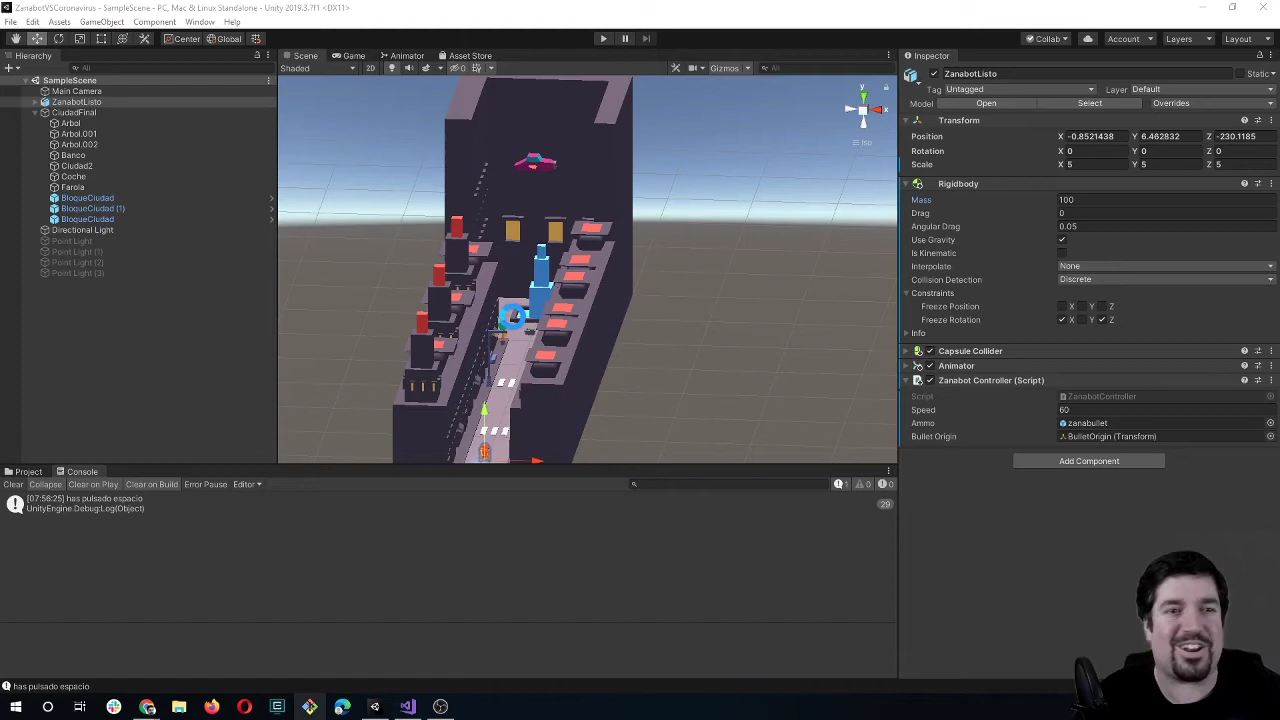 ZanabotVSCoronavirus - SampleScene - PC, Mac & Linux Standalone - Unity 2019.3.7f1 <DX11>
File Edit Assets GameObject Component Window Help
Center Global Collab Account Layers Layout
Hierarchy Scene Game Animator Asset Store Inspector
All Shaded 2D 0 Gizmos All
ZanabotListo Static
SampleScene
Main Camera
ZanabotListo
CiudadFinal
Arbol
Arbol.001
Arbol.002
Banco
Ciudad2
Coche
Farola
BloqueCiudad
BloqueCiudad (1)
BloqueCiudad
Directional Light
Point Light
Point Light (1)
Point Light (2)
Point Light (3)
y
x
Iso
Tag Untagged Layer Default
Model Open Select Overrides
Transform
Position X -0.8521438 Y 6.462832 Z -230.1185
Rotation X 0 Y 0 Z 0
Scale X 5 Y 5 Z 5
Rigidbody
Mass 100
Drag 0
Angular Drag 0.05
Use Gravity
Is Kinematic
Interpolate None
Collision Detection Discrete
Constraints
Freeze Position X Y Z
Freeze Rotation X Y Z
Info
Capsule Collider
Animator
Zanabot Controller (Script)
Script ZanabotController
Speed 60
Ammo zanabullet
Bullet Origin BulletOrigin (Transform)
Add Component
Project Console
Clear Collapse Clear on Play Clear on Build Error Pause Editor 1 0 0
[07:56:25] has pulsado espacio
UnityEngine.Debug:Log(Object)
29
has pulsado espacio